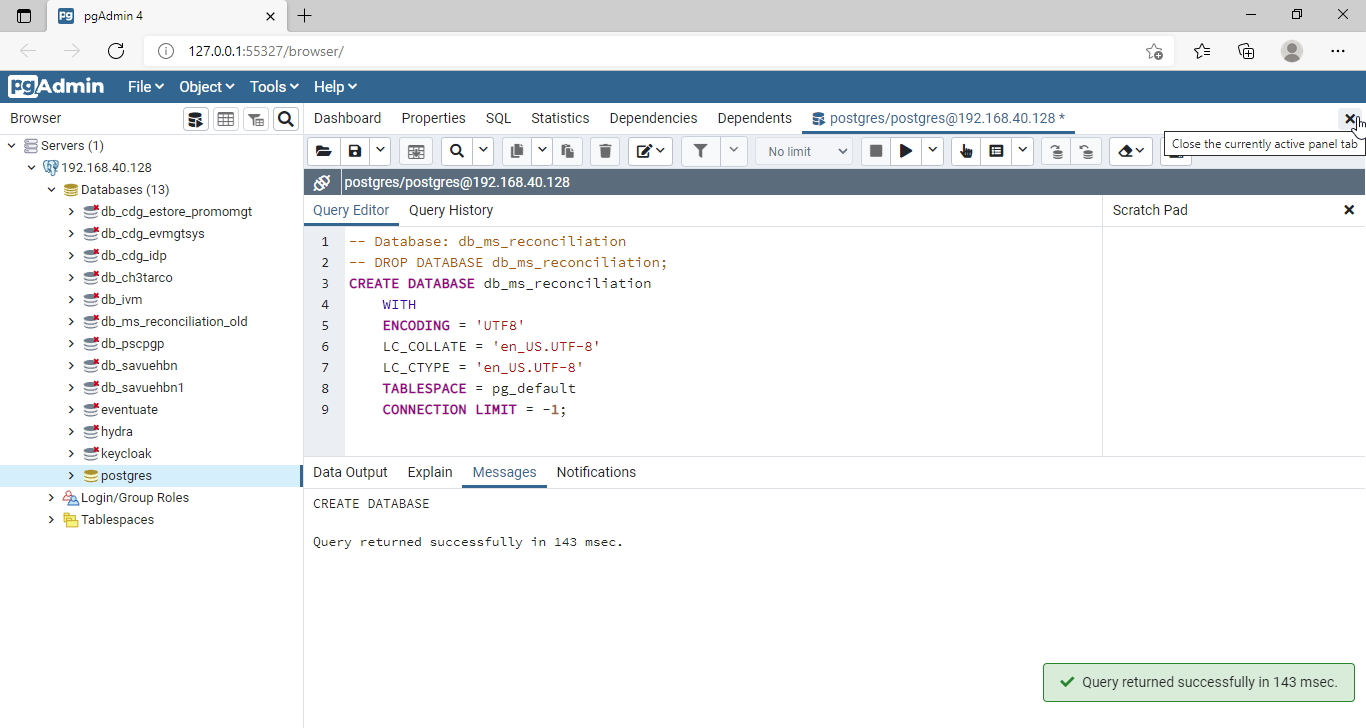 pgAdmin 4
127.0.0.1:55327/browser/
pgAdmin File Object Tools Help
Browser
Dashboard Properties SQL Statistics Dependencies Dependents postgres/postgres@192.168.40.128 *
Close the currently active panel tab
No limit
Servers (1)
192.168.40.128
Databases (13)
db_cdg_estore_promomgt
db_cdg_evmgtsys
db_cdg_idp
db_ch3tarco
db_ivm
db_ms_reconciliation_old
db_pscpgp
db_savuehbn
db_savuehbn1
eventuate
hydra
keycloak
postgres
Login/Group Roles
Tablespaces
postgres/postgres@192.168.40.128
Query Editor Query History
Scratch Pad
1 -- Database: db_ms_reconciliation
2 -- DROP DATABASE db_ms_reconciliation;
3 CREATE DATABASE db_ms_reconciliation
4 WITH
5 ENCODING = 'UTF8'
6 LC_COLLATE = 'en_US.UTF-8'
7 LC_CTYPE = 'en_US.UTF-8'
8 TABLESPACE = pg_default
9 CONNECTION LIMIT = -1;
Data Output Explain Messages Notifications
CREATE DATABASE
Query returned successfully in 143 msec.
Query returned successfully in 143 msec.